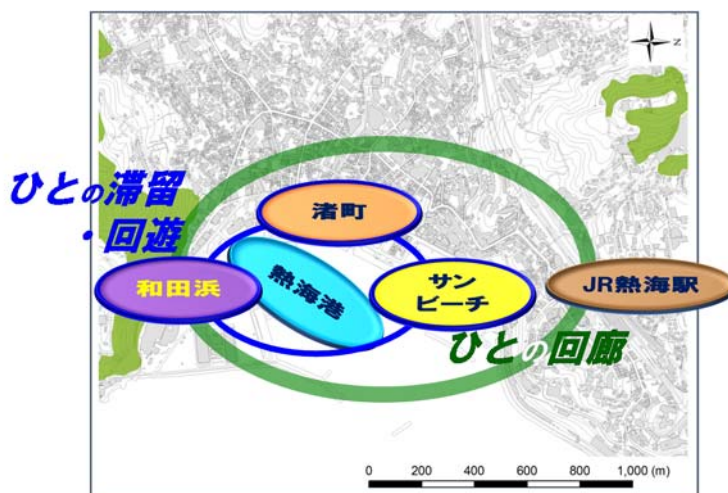 N
ひとの滞留
・回遊
渚町
和田浜
熱海港
サン
ビーチ
JR熱海駅
ひとの回廊
0 200 400 600 800 1,000 (m)